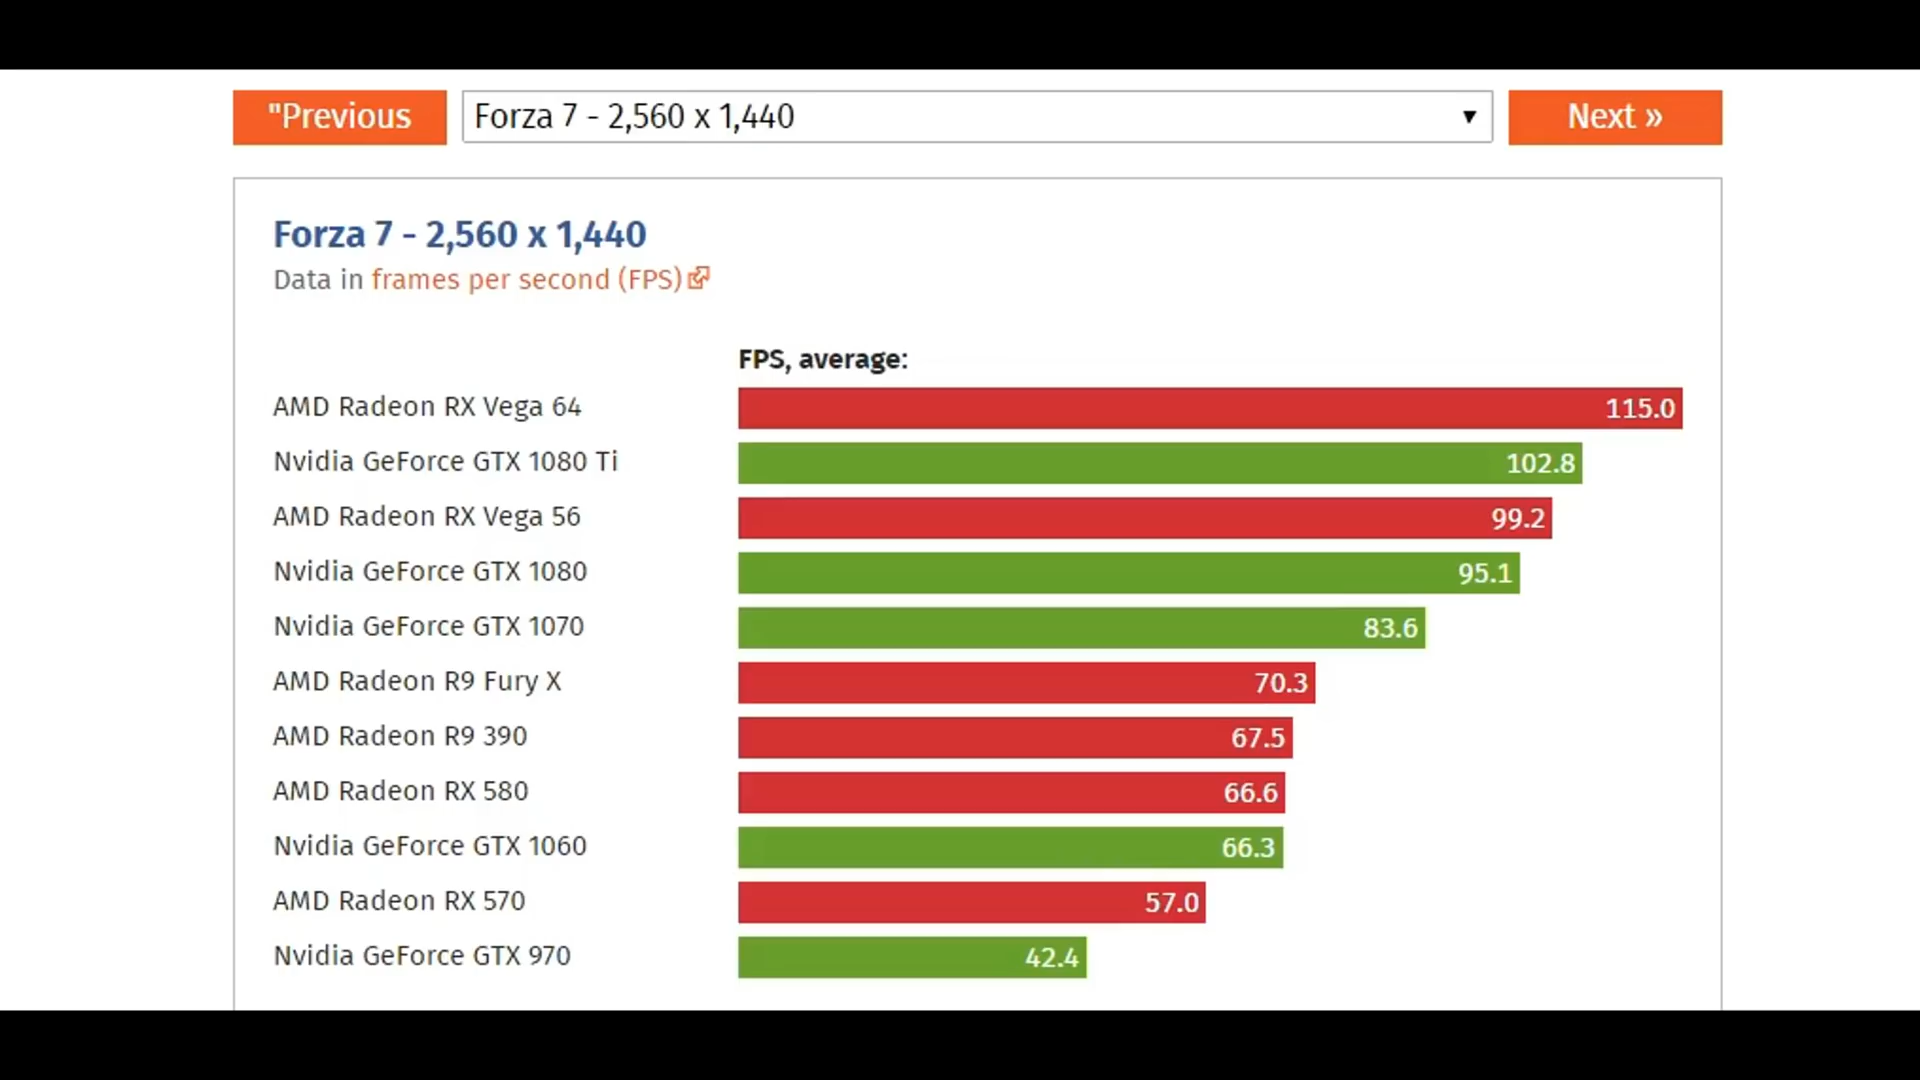 "Previous
Forza 7 - 2,560 x 1,440
Next »
Forza 7 - 2,560 x 1,440
Data in frames per second (FPS)
FPS, average:
AMD Radeon RX Vega 64 115.0
Nvidia GeForce GTX 1080 Ti 102.8
AMD Radeon RX Vega 56 99.2
Nvidia GeForce GTX 1080 95.1
Nvidia GeForce GTX 1070 83.6
AMD Radeon R9 Fury X 70.3
AMD Radeon R9 390 67.5
AMD Radeon RX 580 66.6
Nvidia GeForce GTX 1060 66.3
AMD Radeon RX 570 57.0
Nvidia GeForce GTX 970 42.4